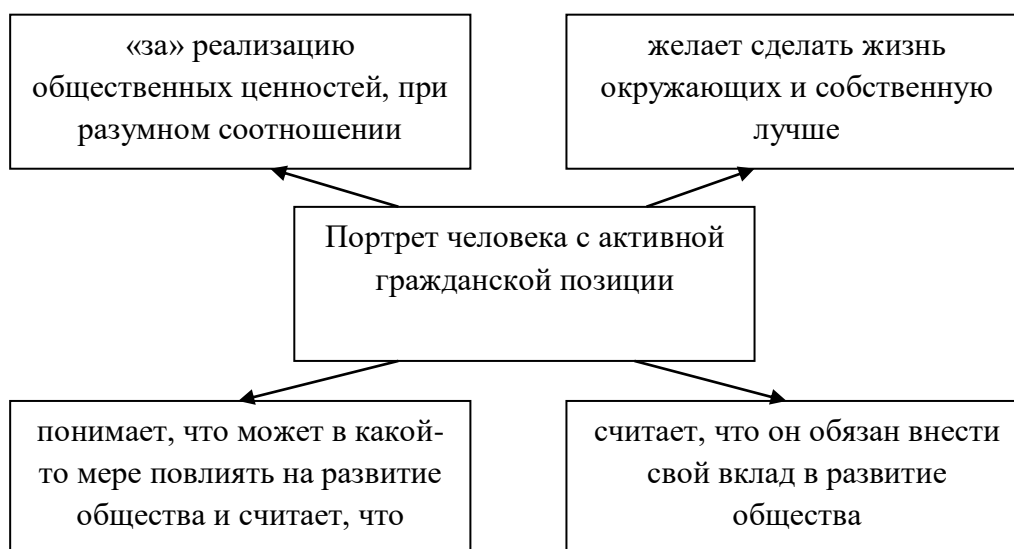 «за» реализацию
общественных ценностей, при
разумном соотношении
желает сделать жизнь
окружающих и собственную
лучше
Портрет человека с активной
гражданской позиции
понимает, что может в какой-
то мере повлиять на развитие
общества и считает, что
считает, что он обязан внести
свой вклад в развитие
общества